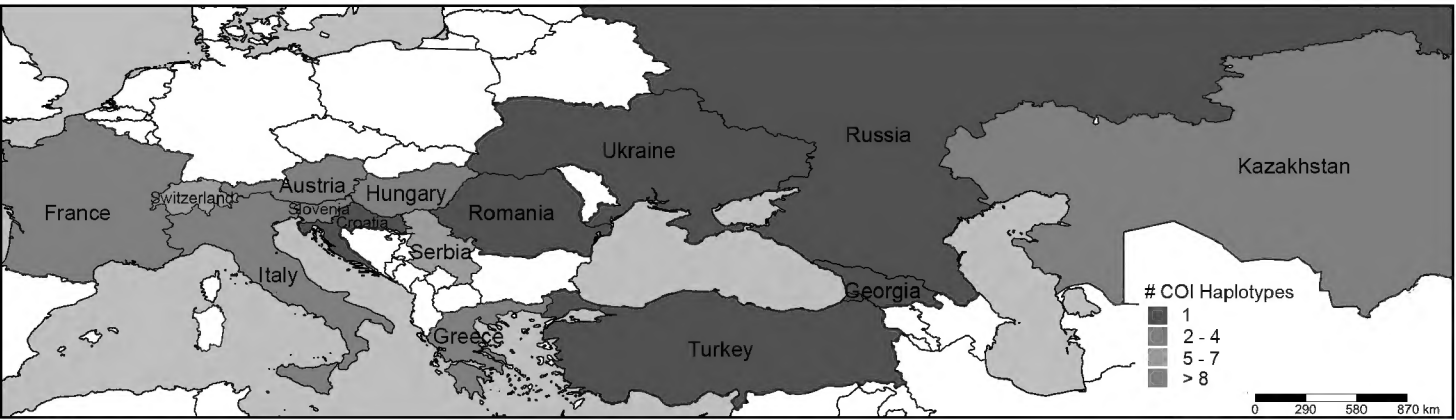 Russia
Ukraine
Kazakhstan
Austria
Hungary
Switzerland
France
Slovenia
Romania
Croatia
Serbia
Italy
Georgia
Greece
Turkey
# COI Haplotypes
1
2 - 4
5 - 7
> 8
0 290 580 870 km